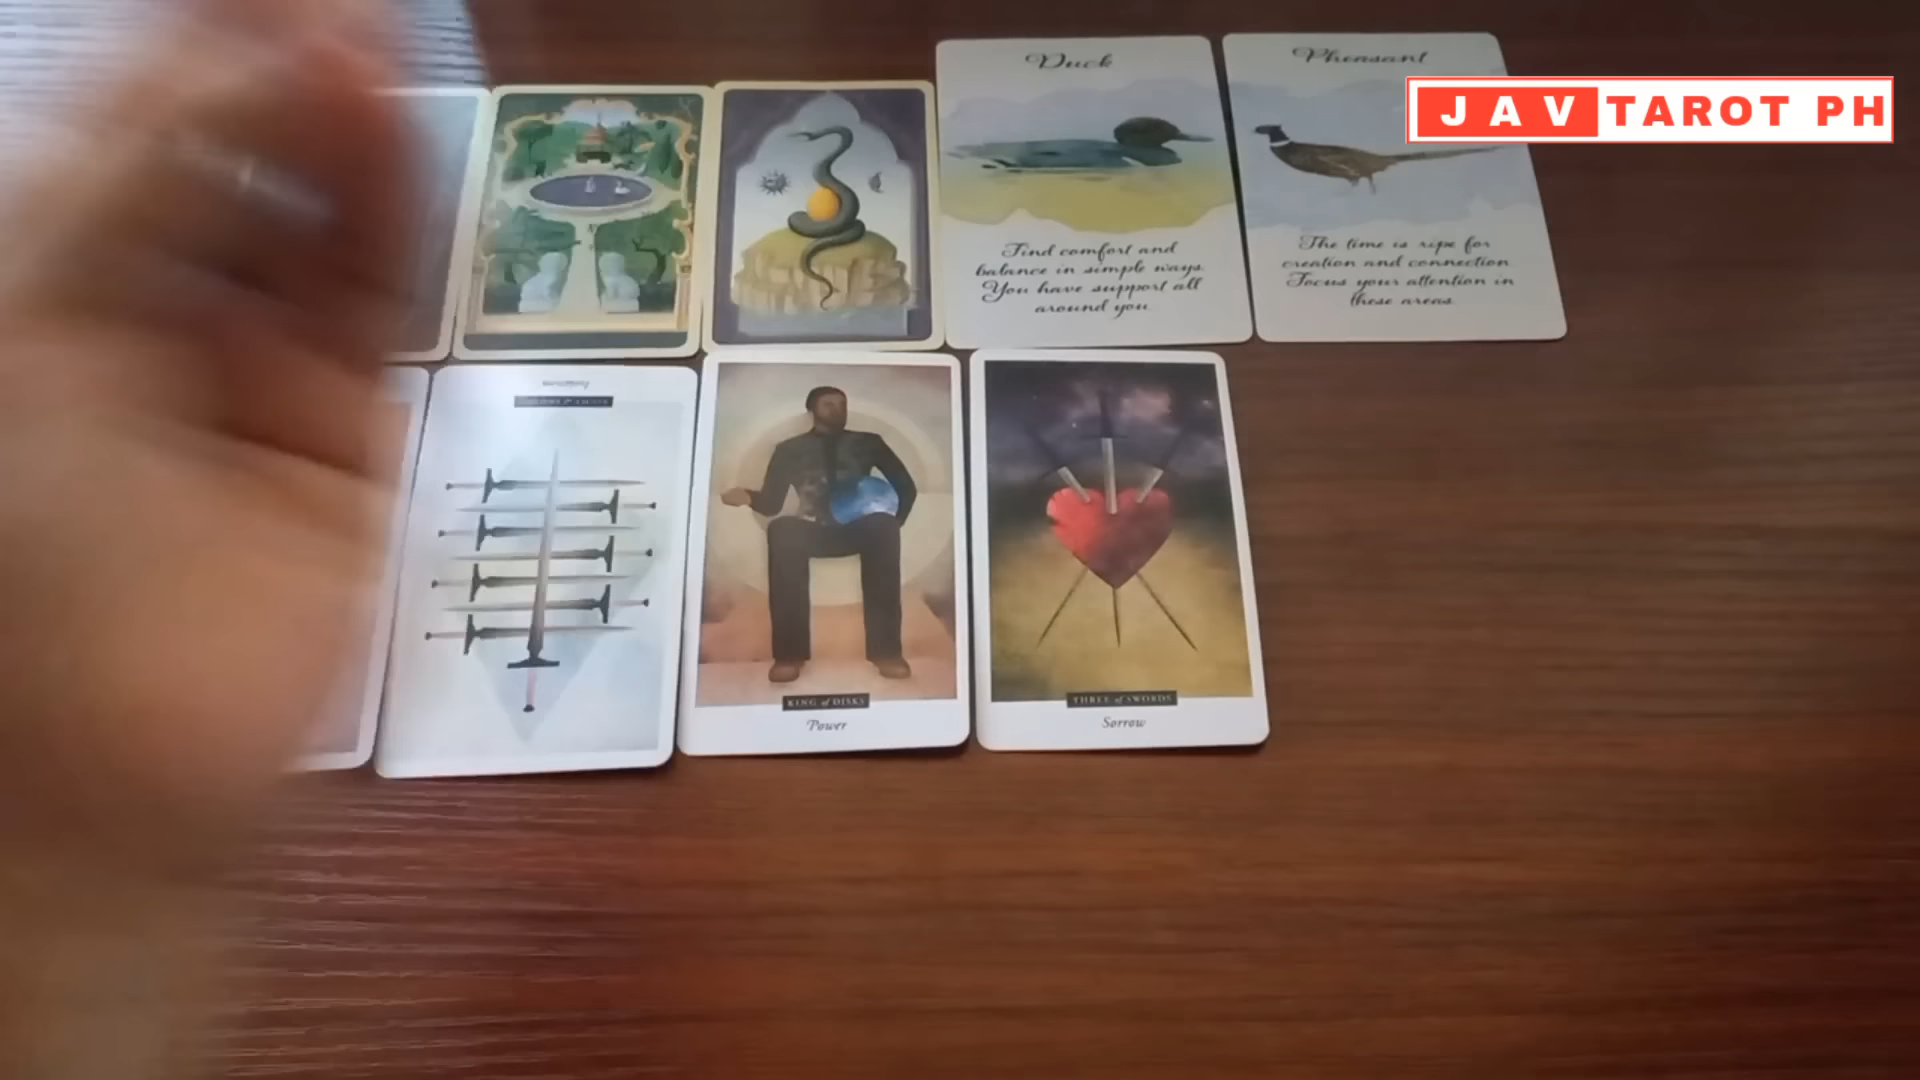 Duck
Pheasant
JAV TAROT PH
Find comfort and
balance in simple ways.
You have support all
around you
The time is ripe for
creation and connection
Focus your attention in
these areas
KING of DISKS
Power
THREE of SWORDS
Sorrow